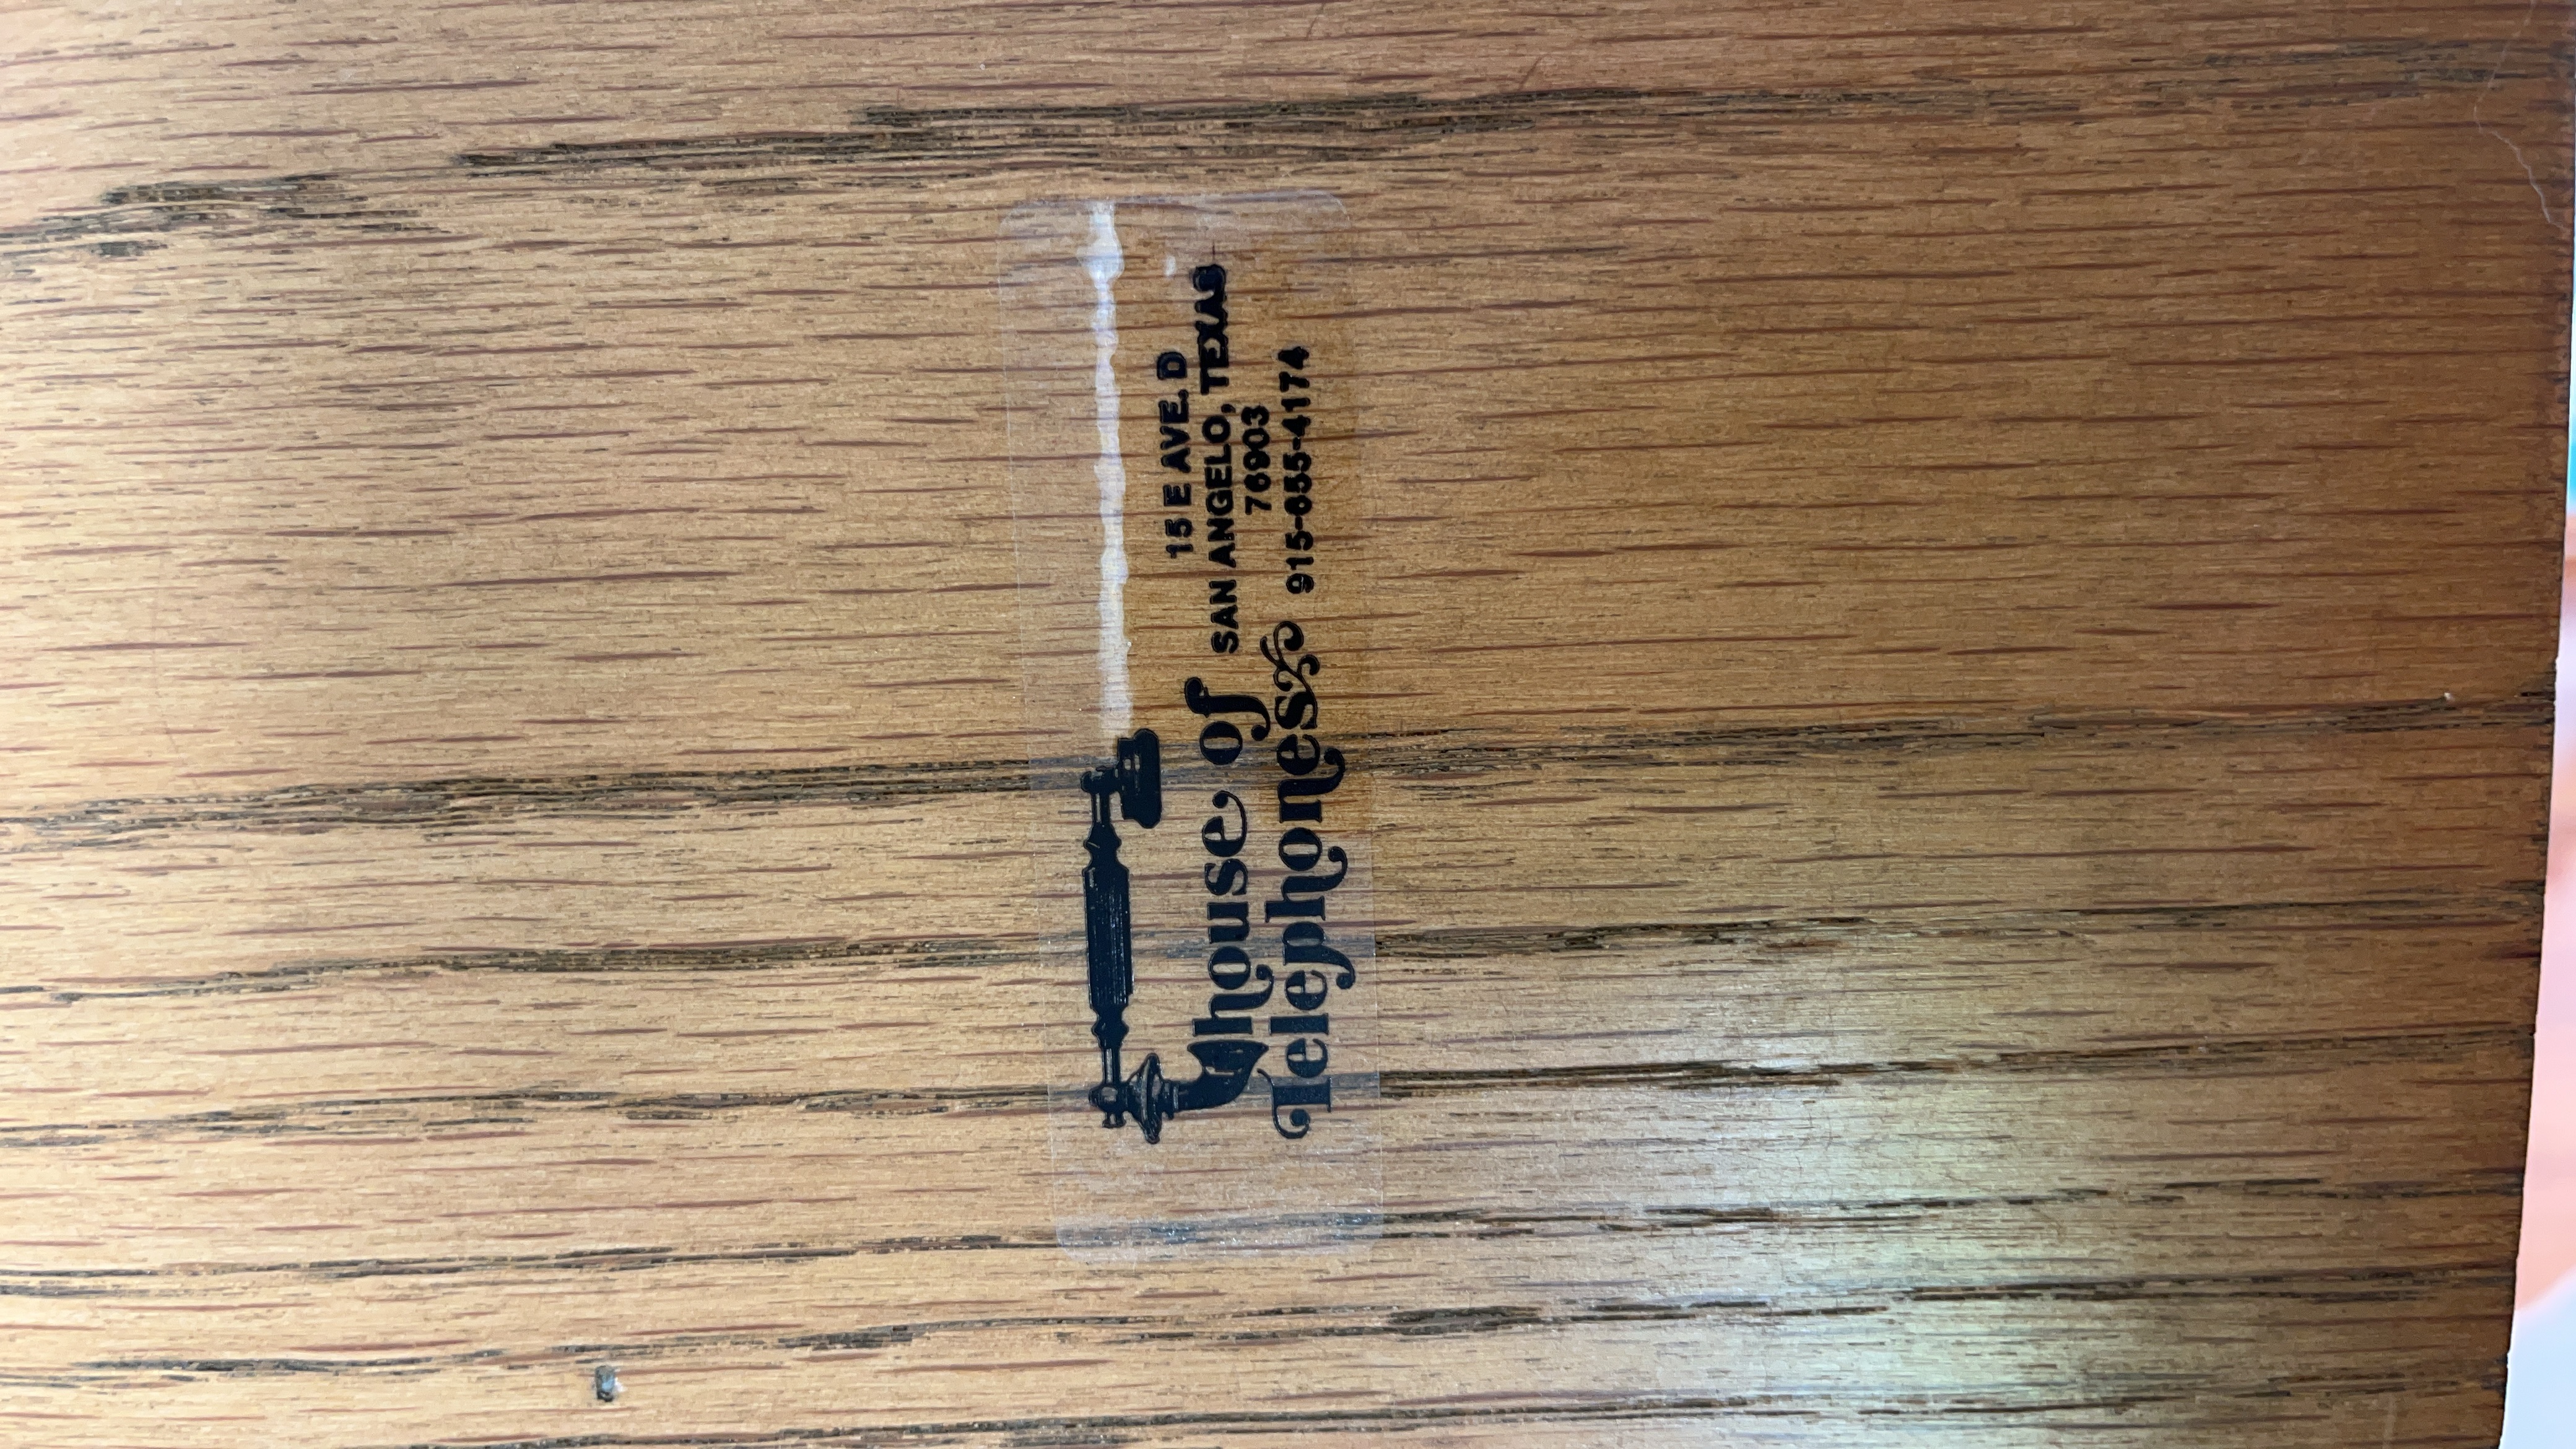 house of
Telephones
15 E AVE. D
SAN ANGELO, TEXAS
76903
915-655-4174